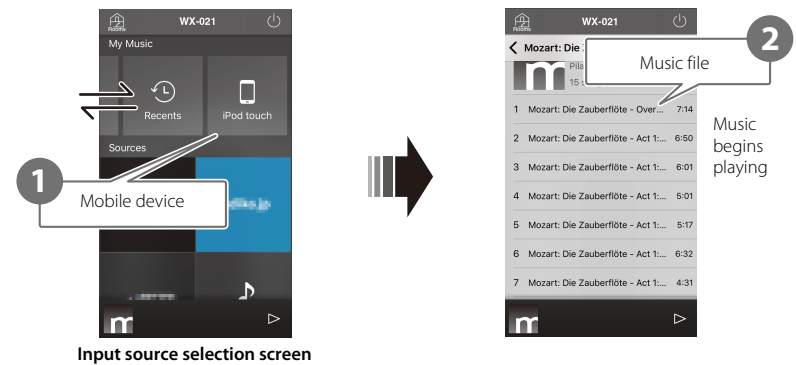 Rooms
WX-021
My Music
Recents
iPod touch
Sources
1
Mobile device
m
Input source selection screen
Rooms
WX-021
Mozart: Die
2
Music file
m
15
1 Mozart: Die Zauberflöte - Over... 7:14
2 Mozart: Die Zauberflöte - Act 1:... 6:50
3 Mozart: Die Zauberflöte - Act 1:... 6:01
4 Mozart: Die Zauberflöte - Act 1:... 5:01
5 Mozart: Die Zauberflöte - Act 1:... 5:17
6 Mozart: Die Zauberflöte - Act 1:... 6:32
7 Mozart: Die Zauberflöte - Act 1:... 4:31
m
Music
begins
playing